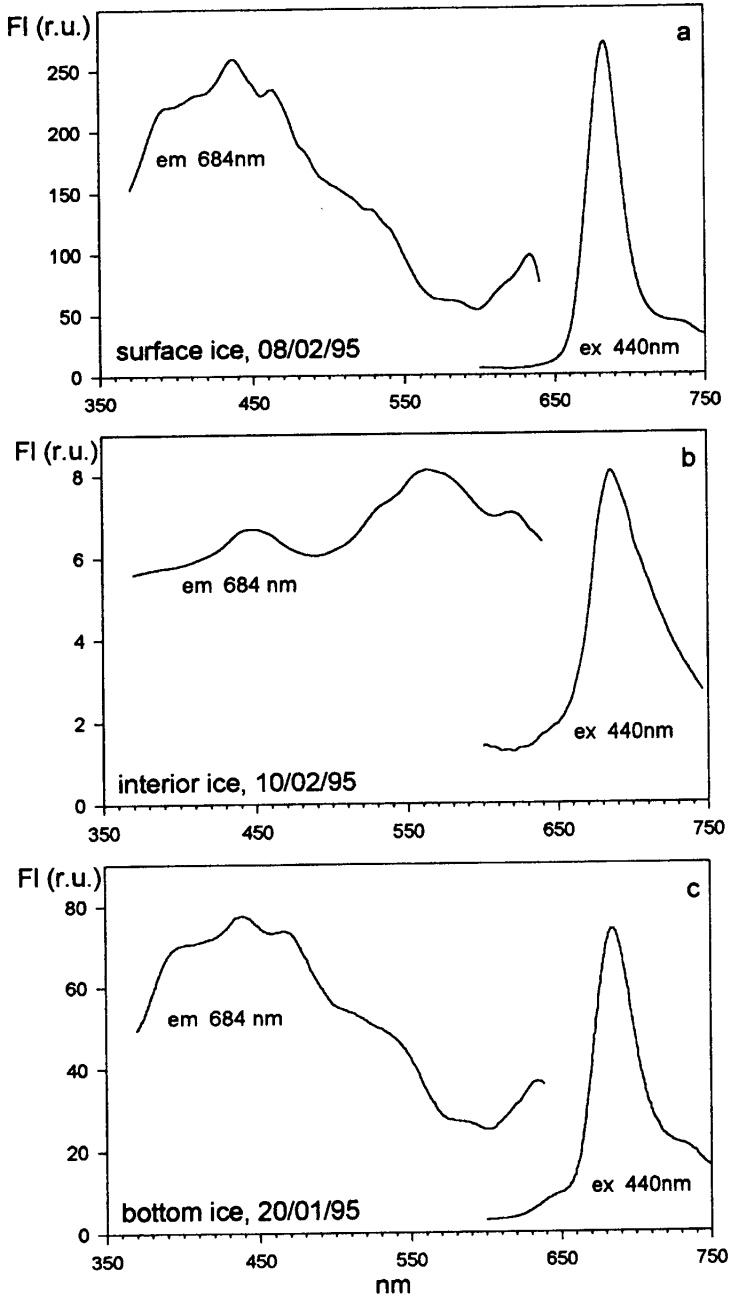 Fl (r.u.)
a
250
200
150
100
50
0
em 684nm
ex 440nm
surface ice, 08/02/95
350 450 550 650 750
Fl (r.u.)
b
8
6
4
2
0
em 684 nm
ex 440nm
interior ice, 10/02/95
350 450 550 650 750
Fl (r.u.)
c
80
60
40
20
0
em 684 nm
ex 440nm
bottom ice, 20/01/95
350 450 550 650 750
nm